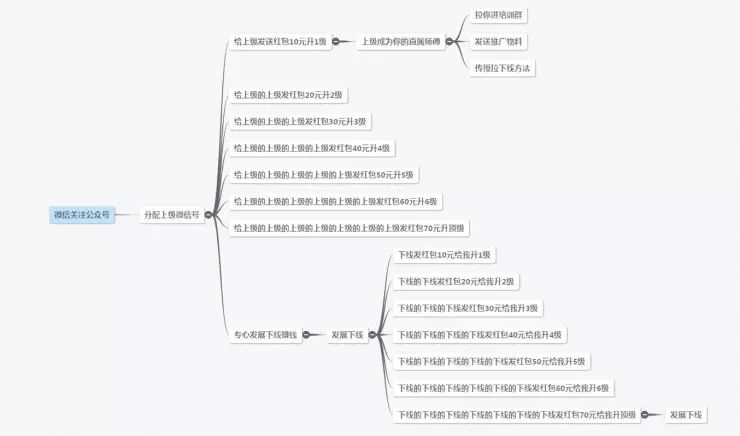 微信关注公众号
分配上级微信号
给上级发送红包10元升1级
上级成为你的直属师傅
拉你进培训群
发送推广物料
传授拉下线方法
给上级的上级发红包20元升2级
给上级的上级的上级发红包30元升3级
给上级的上级的上级的上级发红包40元升4级
给上级的上级的上级的上级的上级发红包50元升5级
给上级的上级的上级的上级的上级的上级发红包60元升6级
给上级的上级的上级的上级的上级的上级的上级发红包70元升顶级
专心发展下线赚钱
发展下线
下线发红包10元给我升1级
下线的下线发红包20元给我升2级
下线的下线的下线发红包30元给我升3级
下线的下线的下线的下线发红包40元给我升4级
下线的下线的下线的下线的下线发红包50元给我升5级
下线的下线的下线的下线的下线的下线发红包60元给我升6级
下线的下线的下线的下线的下线的下线的下线发红包70元给我升顶级
发展下线